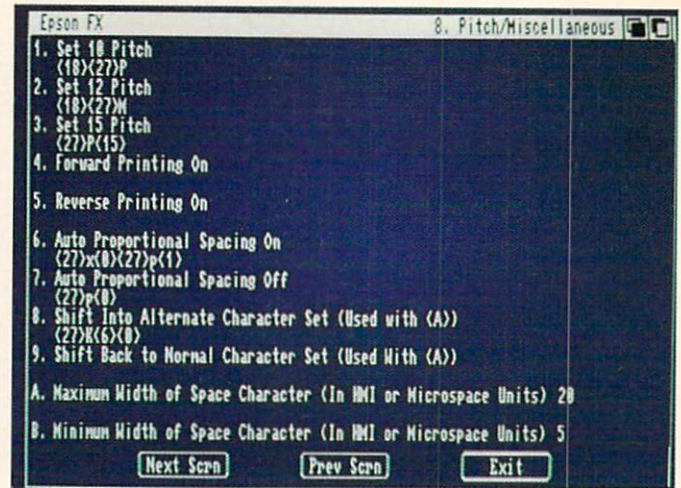 Epson FX 8. Pitch/Miscellaneous
1. Set 10 Pitch
<18><27>P
2. Set 12 Pitch
<18><27>M
3. Set 15 Pitch
<27>P<15>
4. Forward Printing On
5. Reverse Printing On
6. Auto Proportional Spacing On
<27>x<0><27>p<1>
7. Auto Proportional Spacing Off
<27>p<0>
8. Shift Into Alternate Character Set (Used with <A>)
<27>K<6><0>
9. Shift Back to Normal Character Set (Used With <A>)
A. Maximum Width of Space Character (In HMI or Microspace Units) 20
B. Minimum Width of Space Character (In HMI or Microspace Units) 5
Next Scrn Prev Scrn Exit